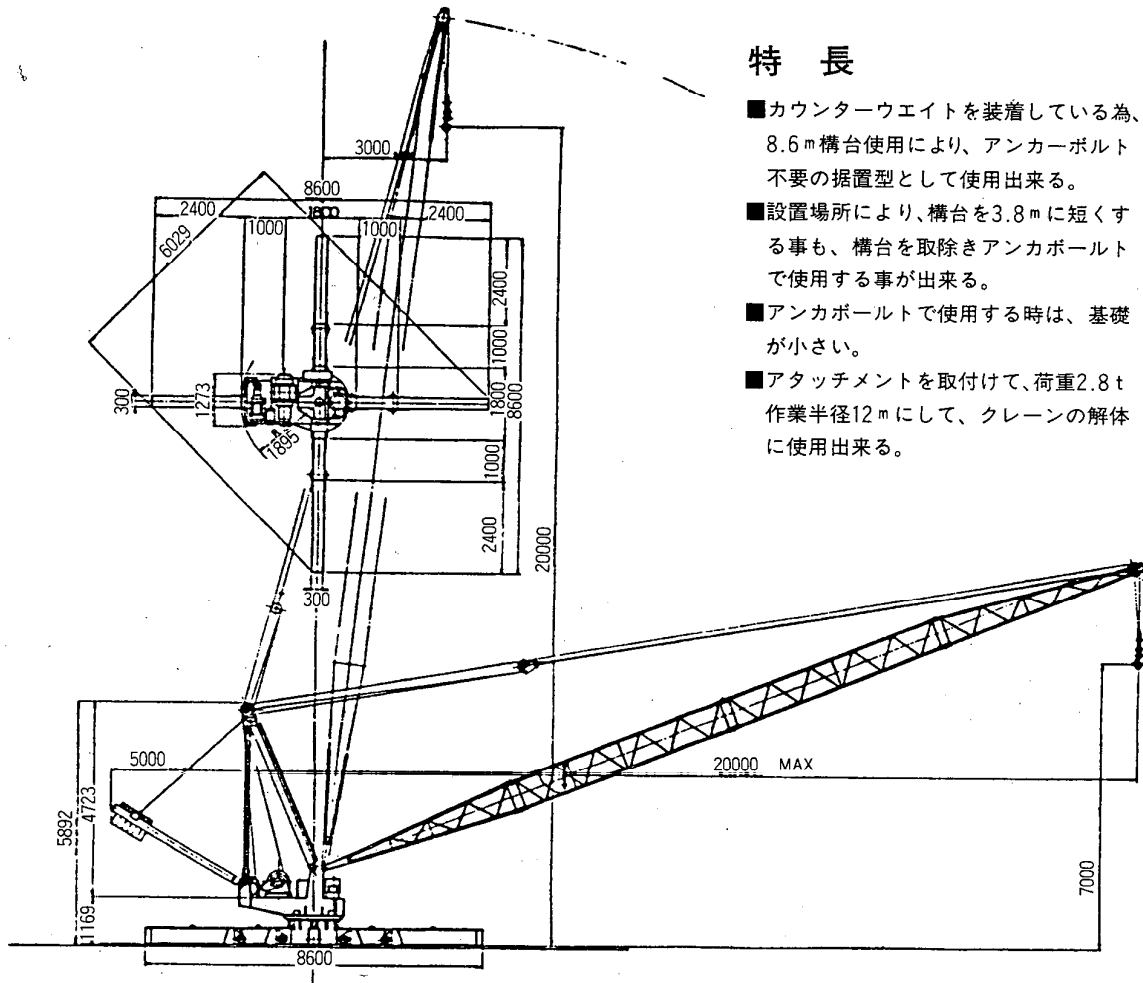 特 長
■カウンターウエイトを装着している為、
8.6m構台使用により、アンカーボルト
不要の据置型として使用出来る。
■設置場所により、構台を3.8mに短くす
る事も、構台を取除きアンカボールト
で使用する事が出来る。
■アンカボールトで使用する時は、基礎
が小さい。
■アタッチメントを取付けて、荷重2.8t
作業半径12mにして、クレーンの解体
に使用出来る。
3000
8600
2400
1800
2400
1000
1000
6029
2400
1000
1800
8600
300
1273
1895
1000
2400
300
20000
5000
20000 MAX
5892
4723
1169
7000
8600